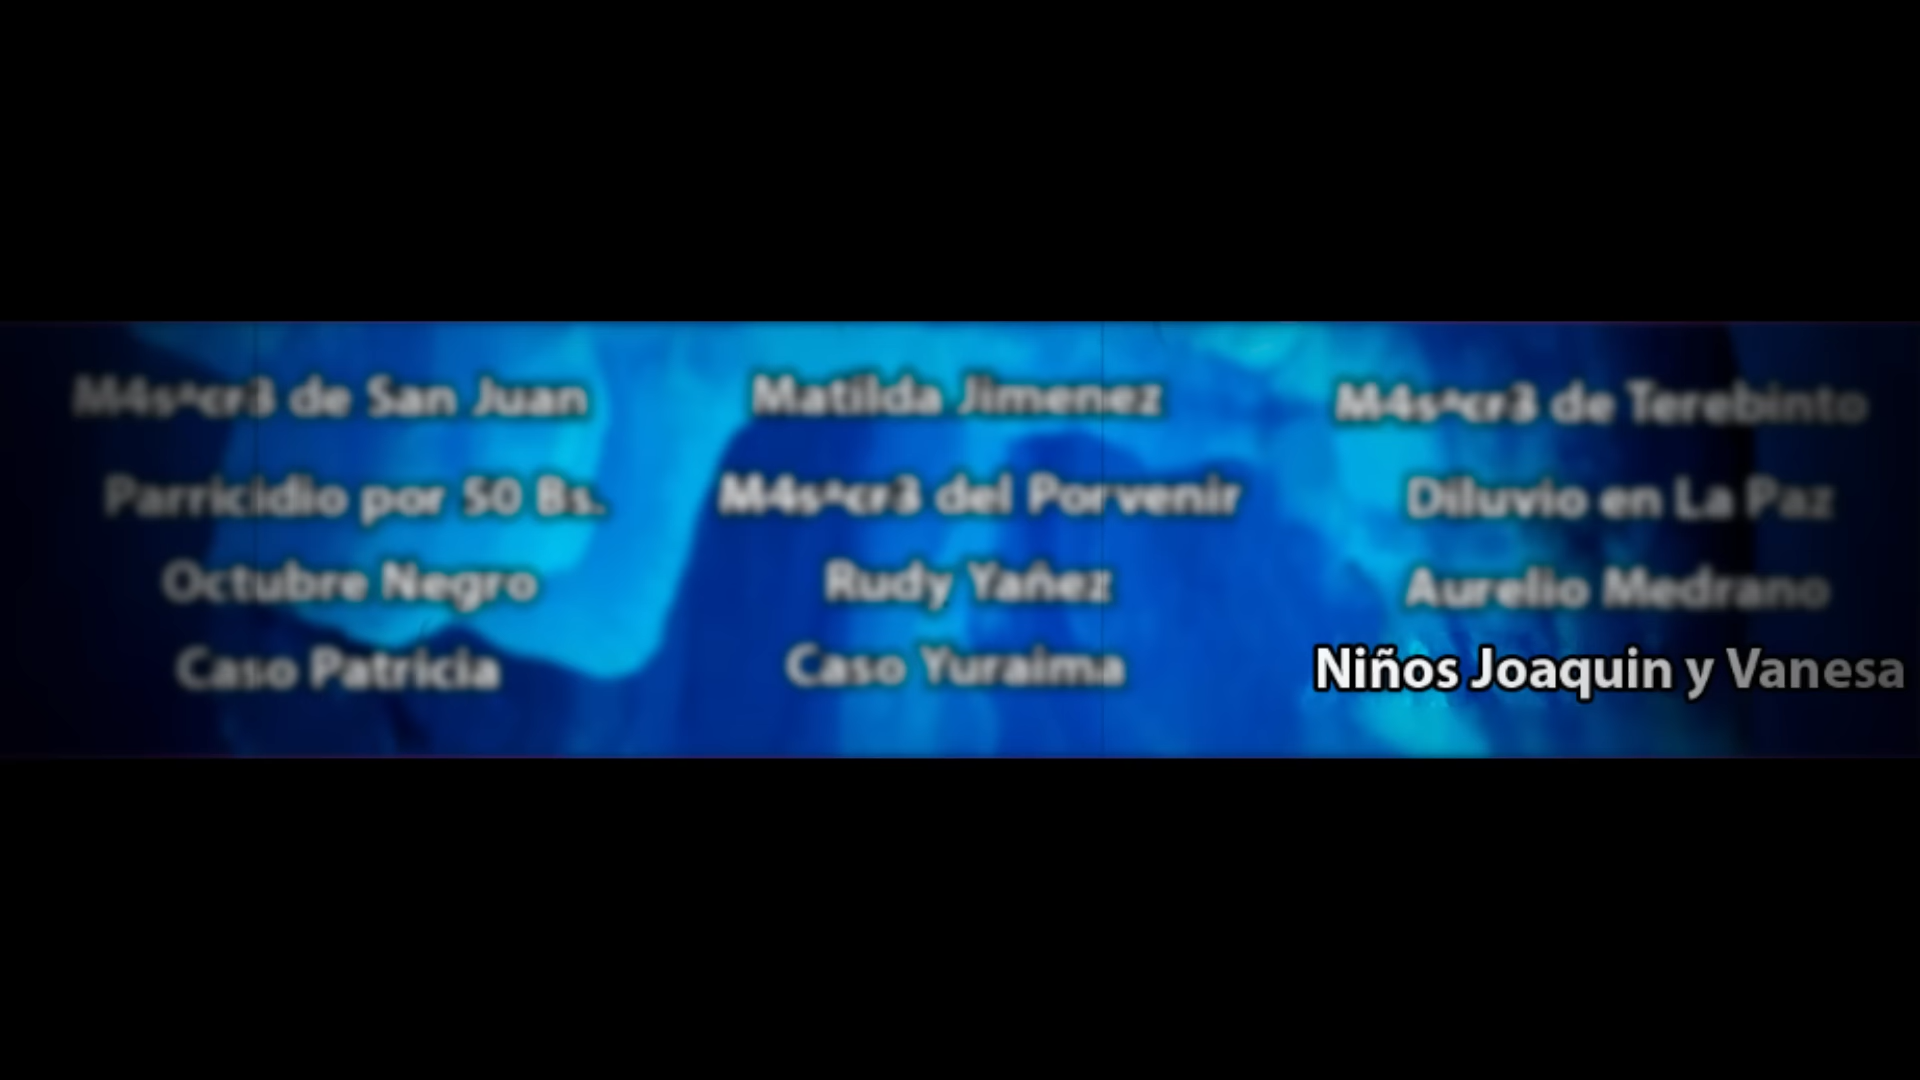 M4s^cr3 de San Juan
Parricidio por 50 Bs.
Octubre Negro
Caso Patricia
Matilda Jimenez
M4s^cr3 del Porvenir
Rudy Yañez
Caso Yuraima
M4s^cr3 de Terebinto
Diluvio en La Paz
Aurelio Medrano
Niños Joaquin y Vanesa